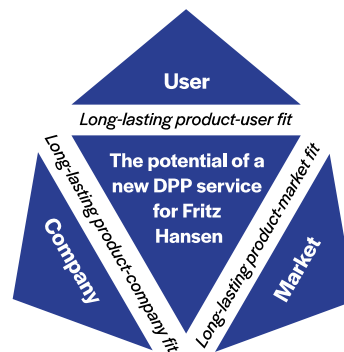 User
Long-lasting product-user fit
The potential of a
new DPP service
for Fritz
Hansen
Long-lasting product-company fit
Company
Long-lasting product-market fit
Market